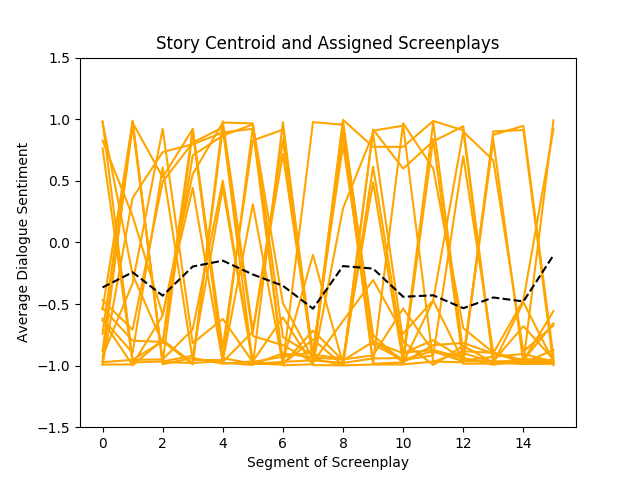 Story Centroid and Assigned Screenplays
1.5
1.0
0.5
0.0
−0.5
−1.0
−1.5
Average Dialogue Sentiment
0 2 4 6 8 10 12 14
Segment of Screenplay